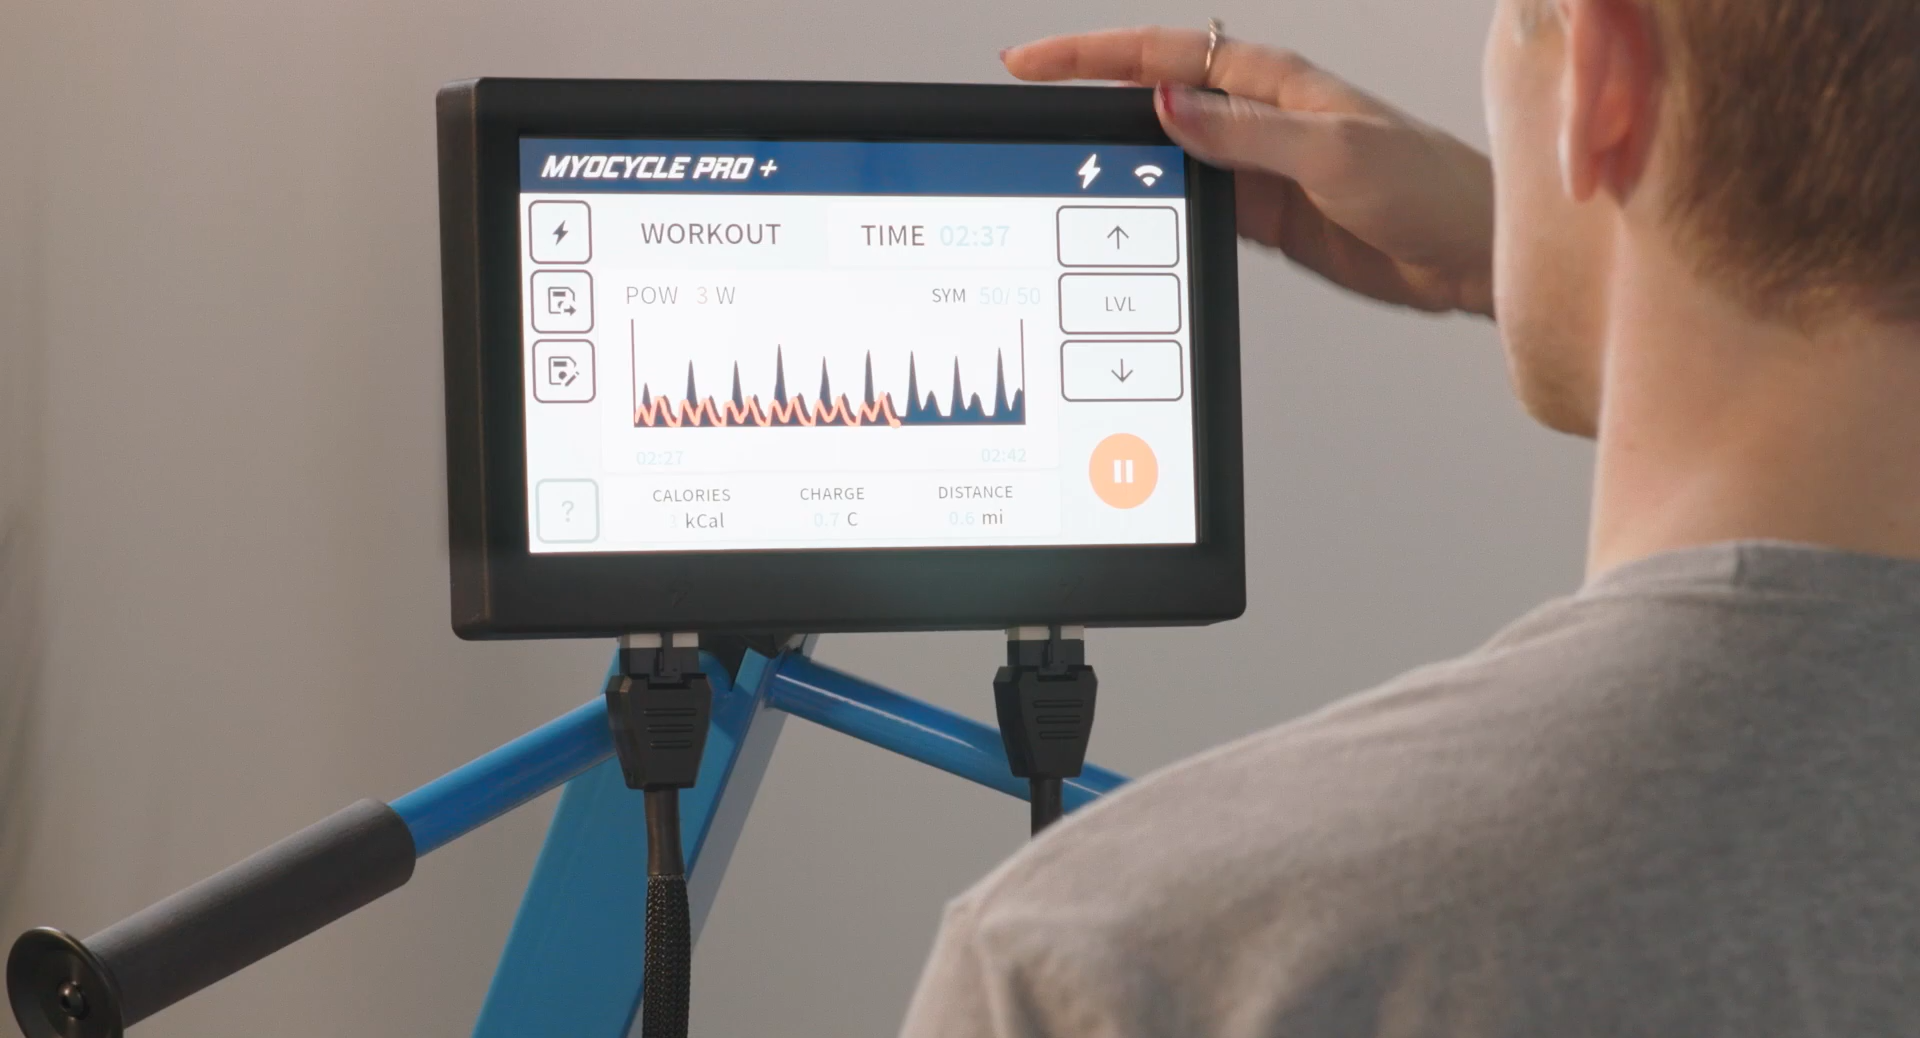 MYOCYCLE PRO +
WORKOUT
TIME 02:37
POW 3 W
SYM 50/ 50
LVL
02:27
02:42
CALORIES
kCal
CHARGE
0.7 C
DISTANCE
0.6 mi
?